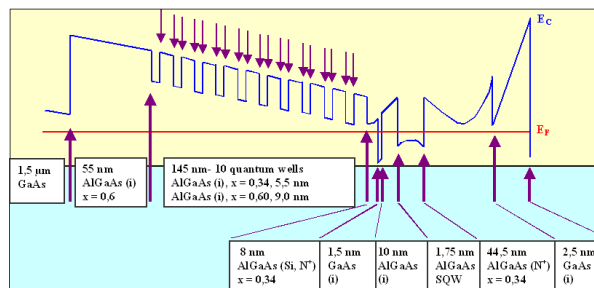 E_C
E_F
1,5 µm
GaAs
55 nm
AlGaAs (i)
x = 0,6
145 nm- 10 quantum wells
AlGaAs (i), x = 0,34, 5,5 nm
AlGaAs (i), x = 0,60, 9,0 nm
8 nm
AlGaAs (Si, N⁺)
x = 0,34
1,5 nm
GaAs
(i)
10 nm
AlGaAs
(i)
1,75 nm
AlGaAs
SQW
44,5 nm
AlGaAs (N⁺)
x = 0,34
2,5 nm
GaAs
(i)